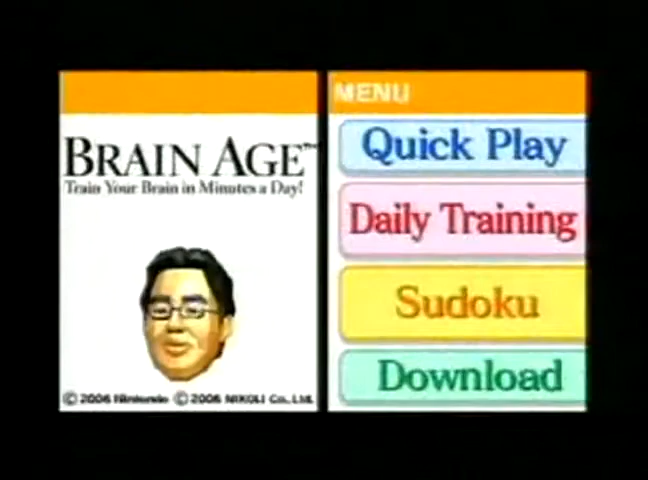 BRAIN AGE™
Train Your Brain in Minutes a Day!
© 2006 Nintendo © 2006 NIKOLI Co., Ltd.
MENU
Quick Play
Daily Training
Sudoku
Download